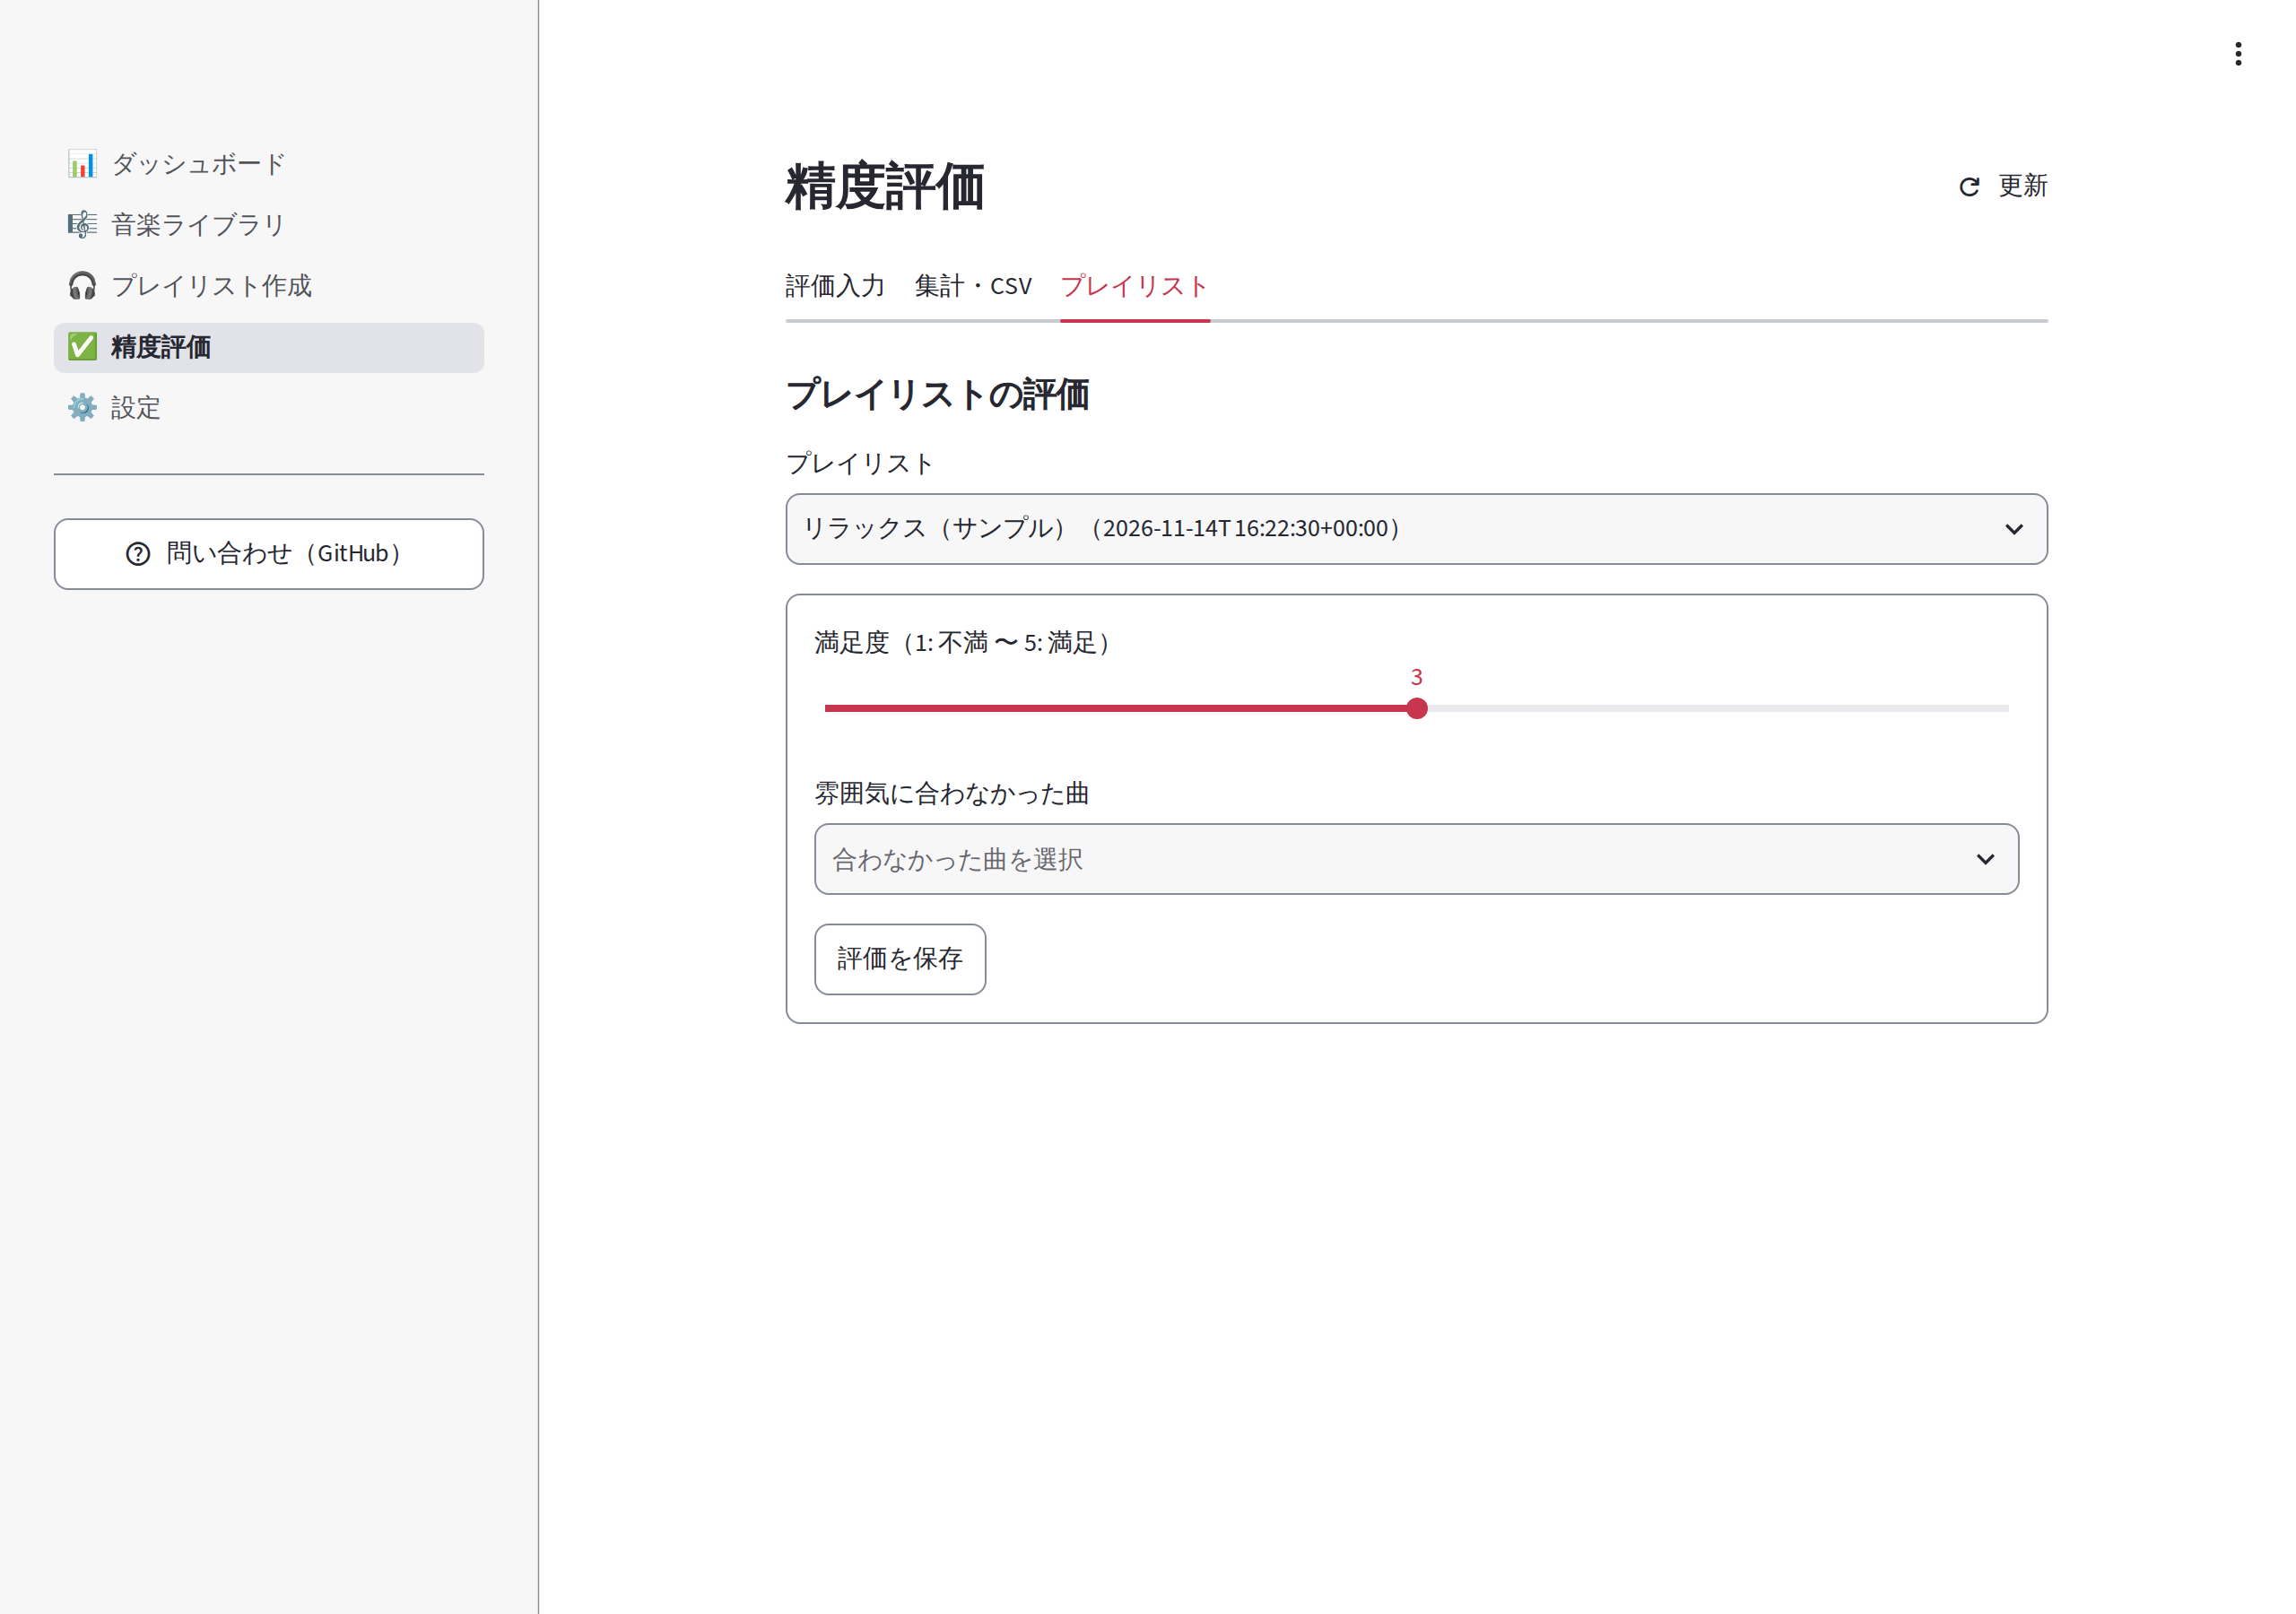 ダッシュボード
音楽ライブラリ
プレイリスト作成
精度評価
設定
問い合わせ（GitHub）
精度評価
更新
評価入力 集計・CSV プレイリスト
プレイリストの評価
プレイリスト
リラックス（サンプル）（2026-11-14T16:22:30+00:00）
満足度（1: 不満 〜 5: 満足）
3
雰囲気に合わなかった曲
合わなかった曲を選択
評価を保存